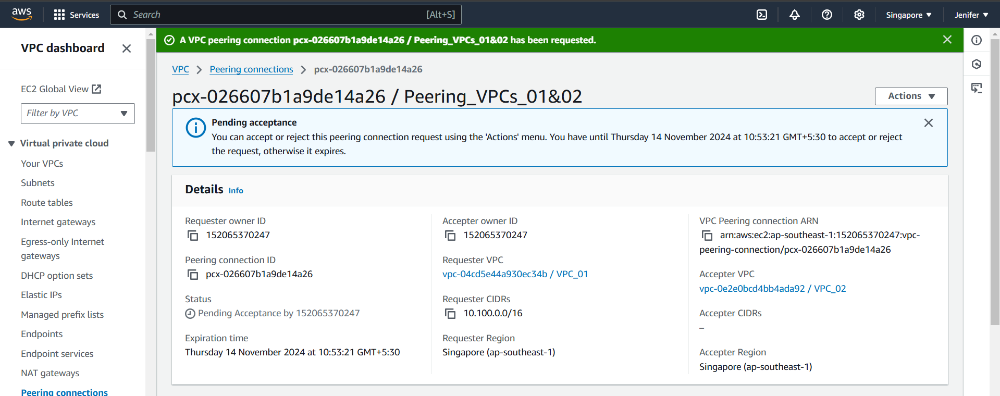 aws
Services
Search
[Alt+S]
Singapore
Jenifer
VPC dashboard
EC2 Global View
Filter by VPC
Virtual private cloud
Your VPCs
Subnets
Route tables
Internet gateways
Egress-only Internet
gateways
DHCP option sets
Elastic IPs
Managed prefix lists
Endpoints
Endpoint services
NAT gateways
Peering connections
A VPC peering connection pcx-026607b1a9de14a26 / Peering_VPCs_01&02 has been requested.
VPC
Peering connections
pcx-026607b1a9de14a26
pcx-026607b1a9de14a26 / Peering_VPCs_01&02
Actions
Pending acceptance
You can accept or reject this peering connection request using the 'Actions' menu. You have until Thursday 14 November 2024 at 10:53:21 GMT+5:30 to accept or reject
the request, otherwise it expires.
Details Info
Requester owner ID
152065370247
Peering connection ID
pcx-026607b1a9de14a26
Status
Pending Acceptance by 152065370247
Expiration time
Thursday 14 November 2024 at 10:53:21 GMT+5:30
Accepter owner ID
152065370247
Requester VPC
vpc-04cd5e44a930ec34b / VPC_01
Requester CIDRs
10.100.0.0/16
Requester Region
Singapore (ap-southeast-1)
VPC Peering connection ARN
arn:aws:ec2:ap-southeast-1:152065370247:vpc-
peering-connection/pcx-026607b1a9de14a26
Accepter VPC
vpc-0e2e0bcd4bb4ada92 / VPC_02
Accepter CIDRs
–
Accepter Region
Singapore (ap-southeast-1)